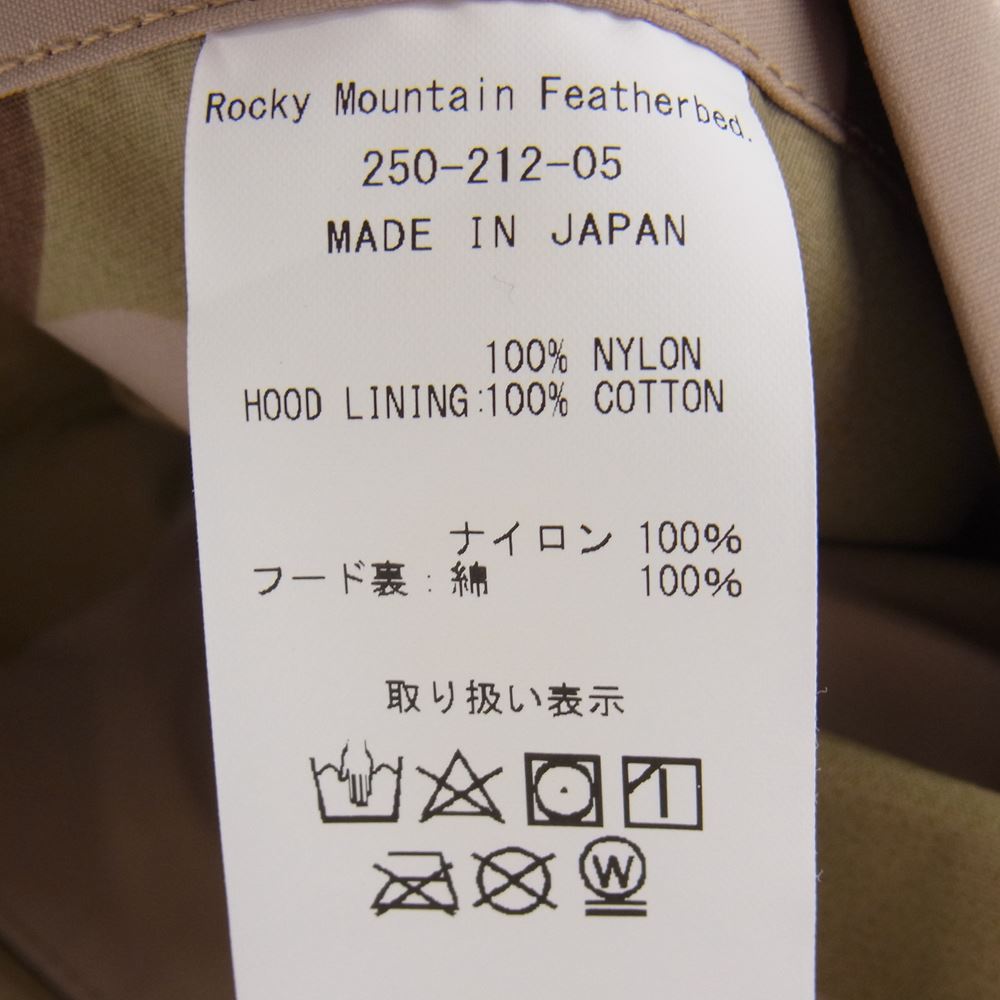 Rocky Mountain Featherbed.
250-212-05
MADE IN JAPAN
100% NYLON
HOOD LINING:100% COTTON
ナイロン 100%
フード裏:綿 100%
取り扱い表示
W